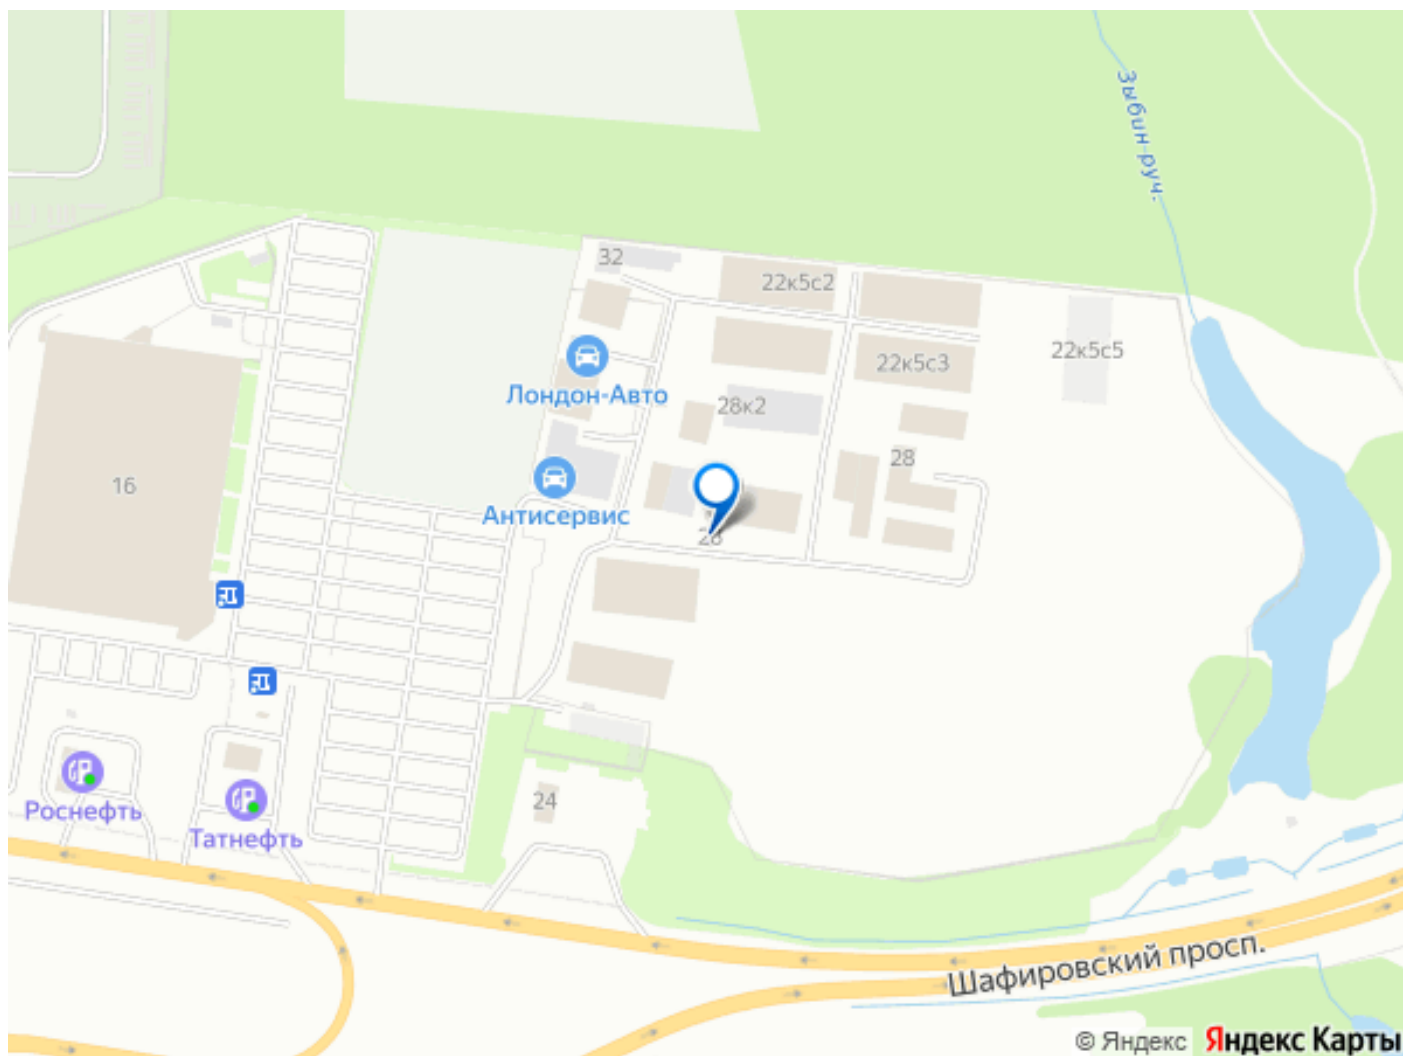 Зыбин руч.
32
22к5с2
22к5с5
22к5с3
Лондон-Авто
28к2
28
16
Антисервис
28
24
Роснефть
Татнефть
Шафировский просп.
© Яндекс Яндекс Карты